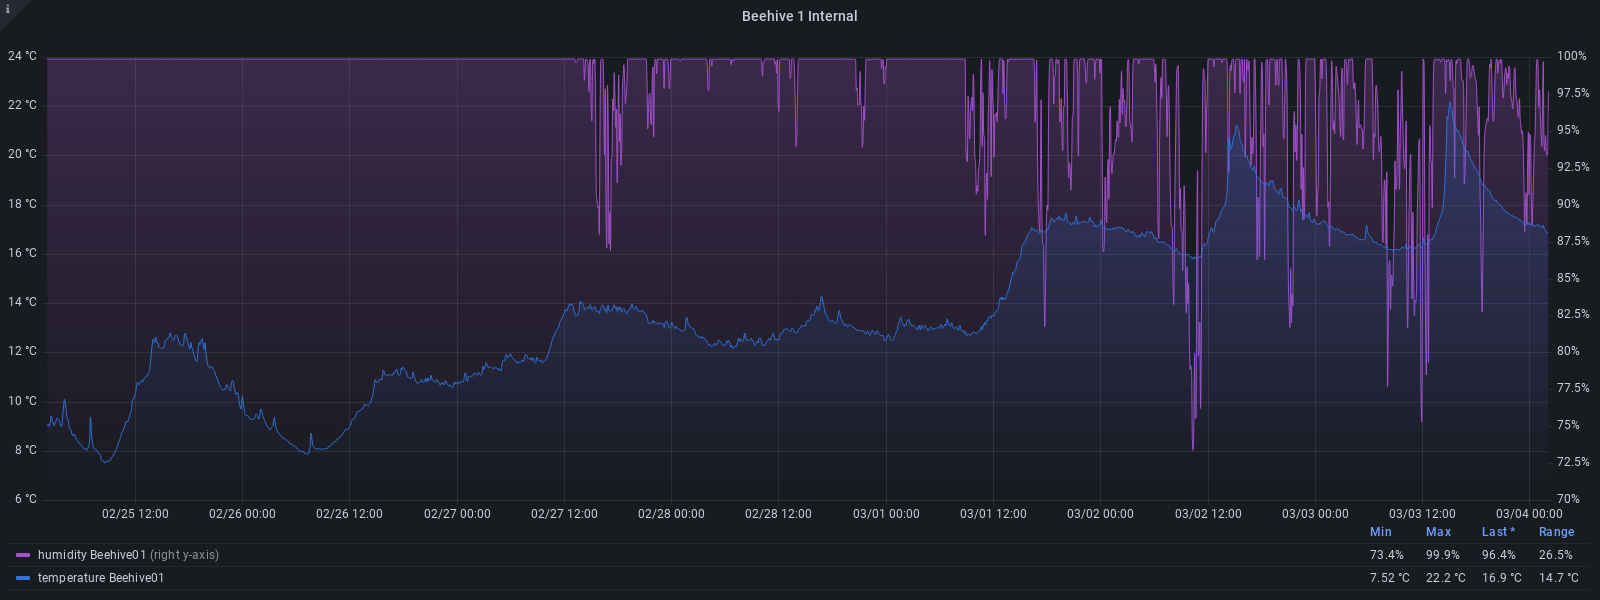 i
Beehive 1 Internal
24 °C 100%
22 °C 97.5%
20 °C 95%
18 °C 92.5%
16 °C 90%
14 °C 87.5%
12 °C 85%
10 °C 82.5%
8 °C 80%
6 °C 77.5%
75%
72.5%
70%
02/25 12:00 02/26 00:00 02/26 12:00 02/27 00:00 02/27 12:00 02/28 00:00 02/28 12:00 03/01 00:00 03/01 12:00 03/02 00:00 03/02 12:00 03/03 00:00 03/03 12:00 03/04 00:00
Min Max Last * Range
humidity Beehive01 (right y-axis) 73.4% 99.9% 96.4% 26.5%
temperature Beehive01 7.52 °C 22.2 °C 16.9 °C 14.7 °C